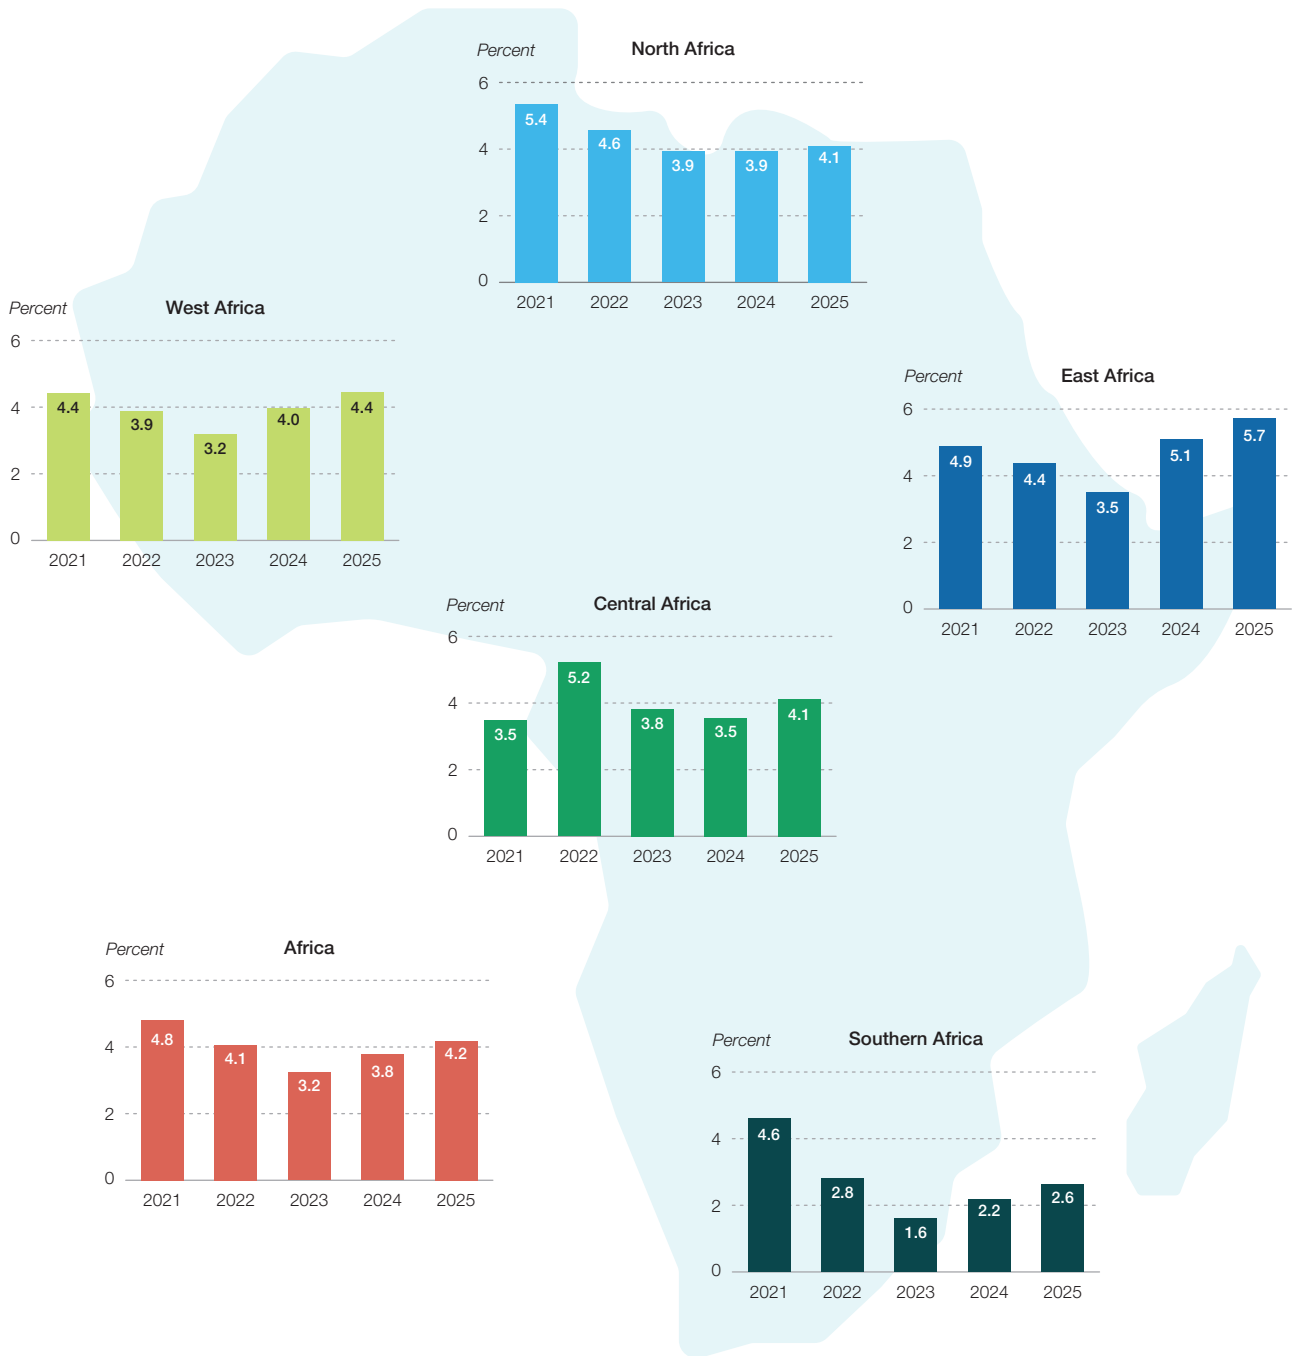 Percent North Africa
6
5.4
4.6
4
3.9 3.9 4.1
2
0
2021 2022 2023 2024 2025
Percent West Africa
6
4
4.4 3.9 3.2 4.0 4.4
2
0
2021 2022 2023 2024 2025
Percent East Africa
6
4.9 4.4 3.5 5.1 5.7
4
2
0
2021 2022 2023 2024 2025
Percent Central Africa
6
5.2
4
3.5 3.8 3.5 4.1
2
0
2021 2022 2023 2024 2025
Percent Africa
6
4.8 4.1 3.2 3.8 4.2
4
2
0
2021 2022 2023 2024 2025
Percent Southern Africa
6
4.6
4
2.8 1.6 2.2 2.6
2
0
2021 2022 2023 2024 2025